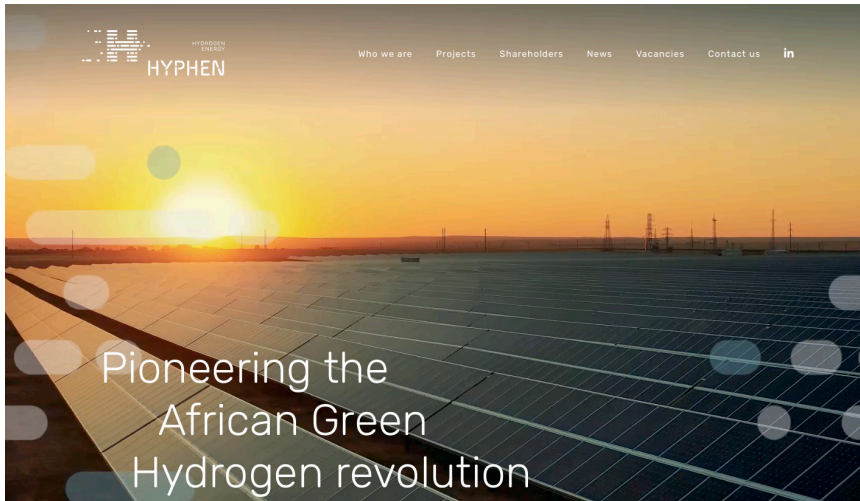 HYDROGEN
ENERGY
HYPHEN
Who we are Projects Shareholders News Vacancies Contact us in
Pioneering the
African Green
Hydrogen revolution